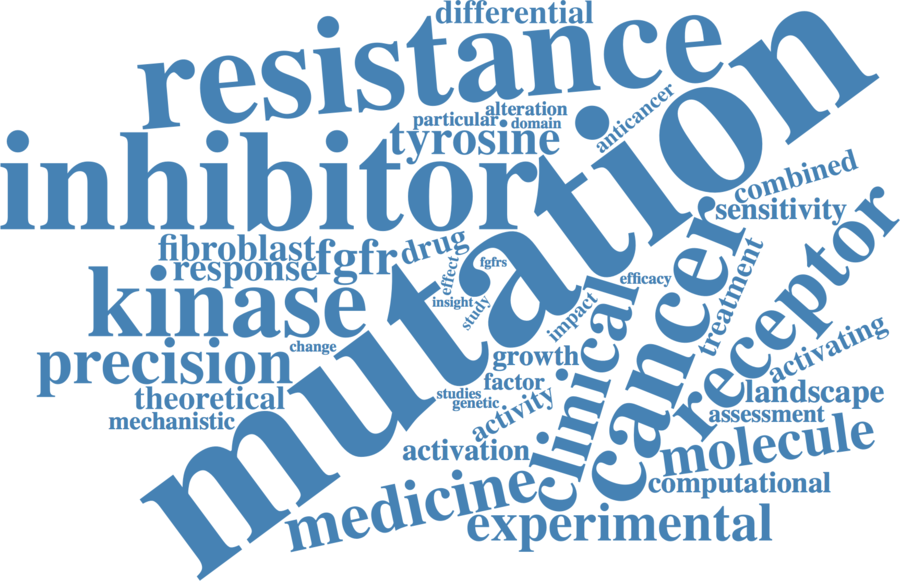 differential
resistance
alteration
particular
domain
anticancer
tyrosine
inhibitor
mutation
combined
sensitivity
fibroblast
fgfr
drug
response
effect
fgfrs
efficacy
receptor
cancer
treatment
kinase
insight
study
impact
clinical
change
precision
growth
activating
factor
landscape
theoretical
studies
genetic
activity
assessment
mechanistic
activation
molecule
computational
medicine
experimental